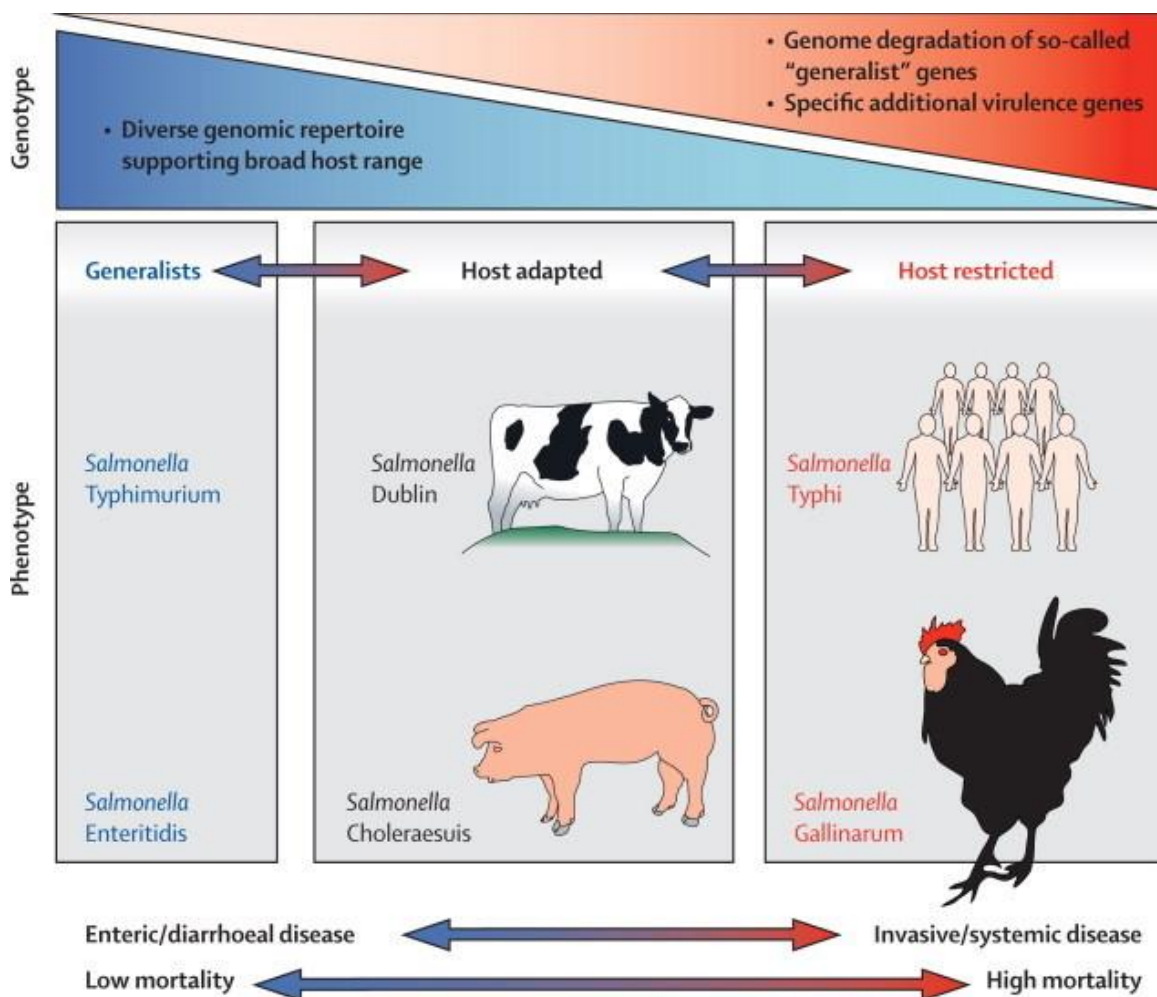 Genotype
• Genome degradation of so-called
“generalist” genes
• Specific additional virulence genes
• Diverse genomic repertoire
supporting broad host range
Phenotype
Generalists
Host adapted
Host restricted
Salmonella
Typhimurium
Salmonella
Dublin
Salmonella
Typhi
Salmonella
Enteritidis
Salmonella
Choleraesuis
Salmonella
Gallinarum
Enteric/diarrhoeal disease
Invasive/systemic disease
Low mortality
High mortality